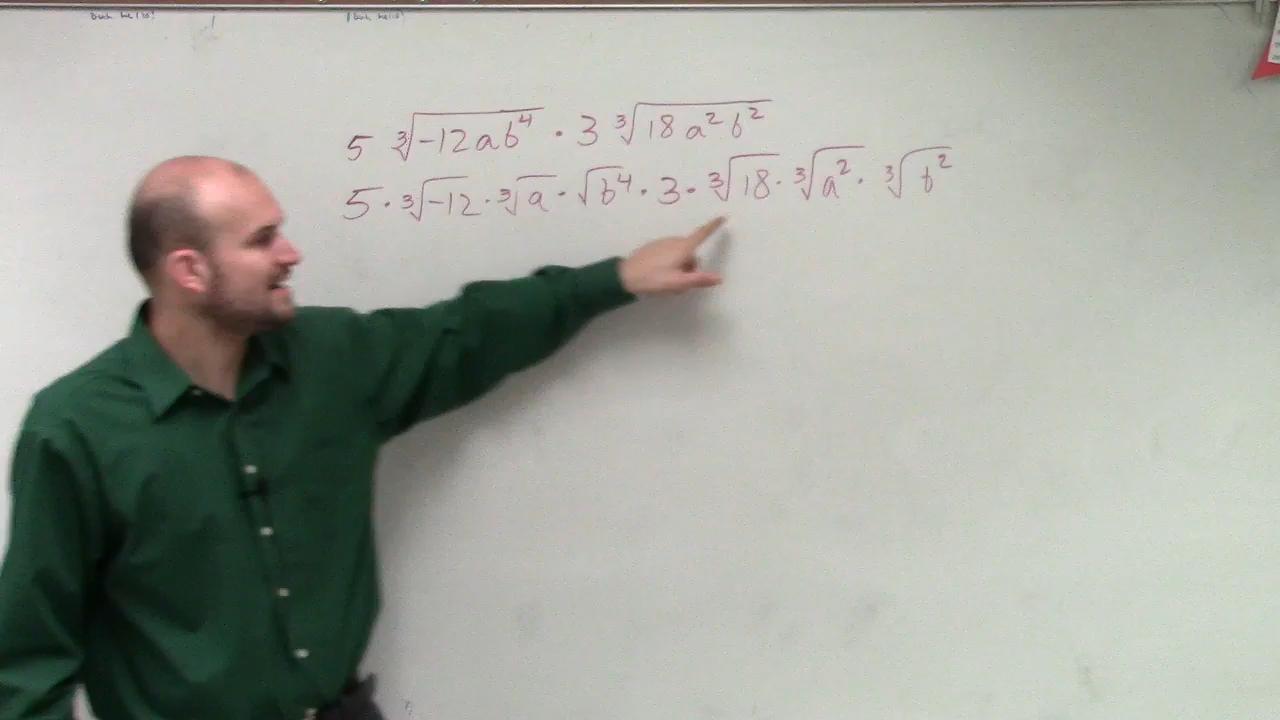 5 ∛(-12ab⁴) · 3 ∛(18a²b²)
5 · ∛(-12) · ∛a · √b⁴ · 3 · ∛18 · ∛a² · ∛b²